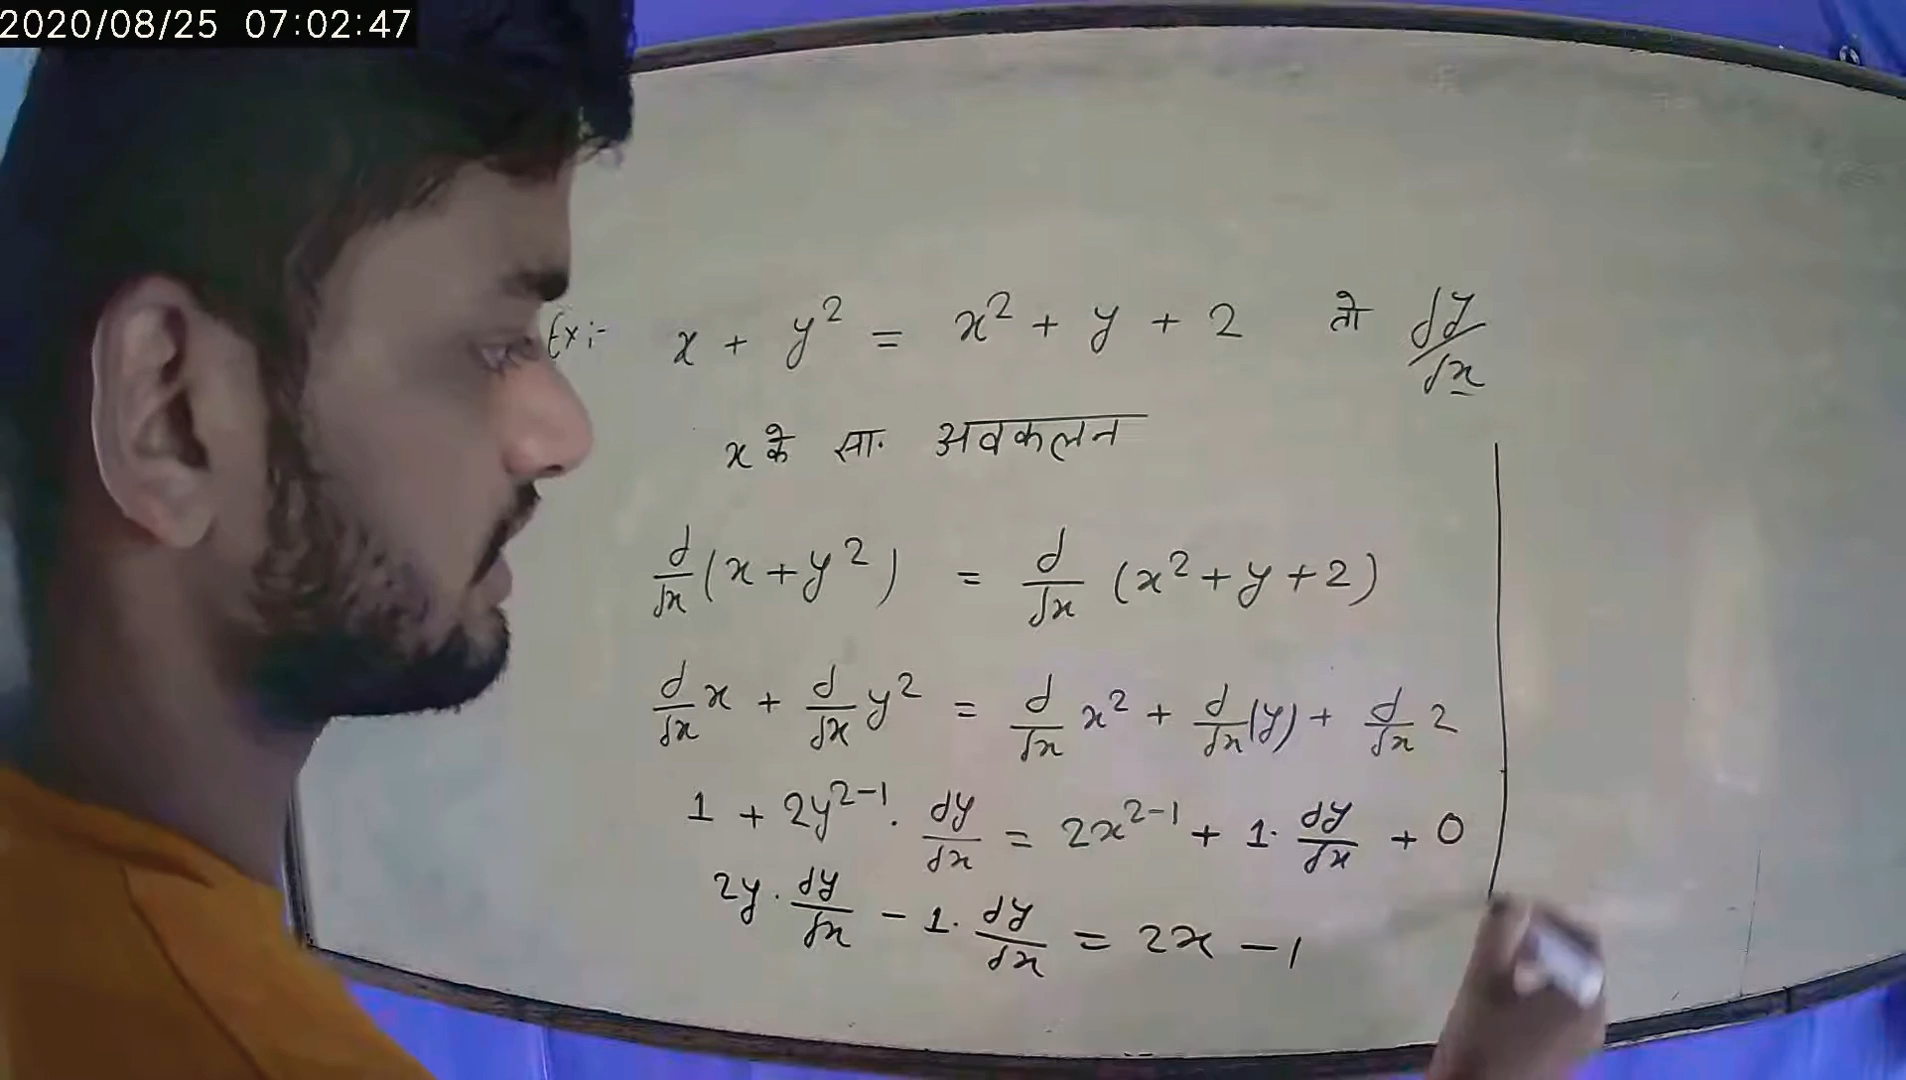 2020/08/25 07:02:47
Ex:- x + y² = x² + y + 2 तो dy/dx
x के सा. अवकलन
d/dx (x + y²) = d/dx (x² + y + 2)
d/dx x + d/dx y² = d/dx x² + d/dx (y) + d/dx 2
1 + 2y²⁻¹ · dy/dx = 2x²⁻¹ + 1· dy/dx + 0
2y · dy/dx - 1· dy/dx = 2x - 1